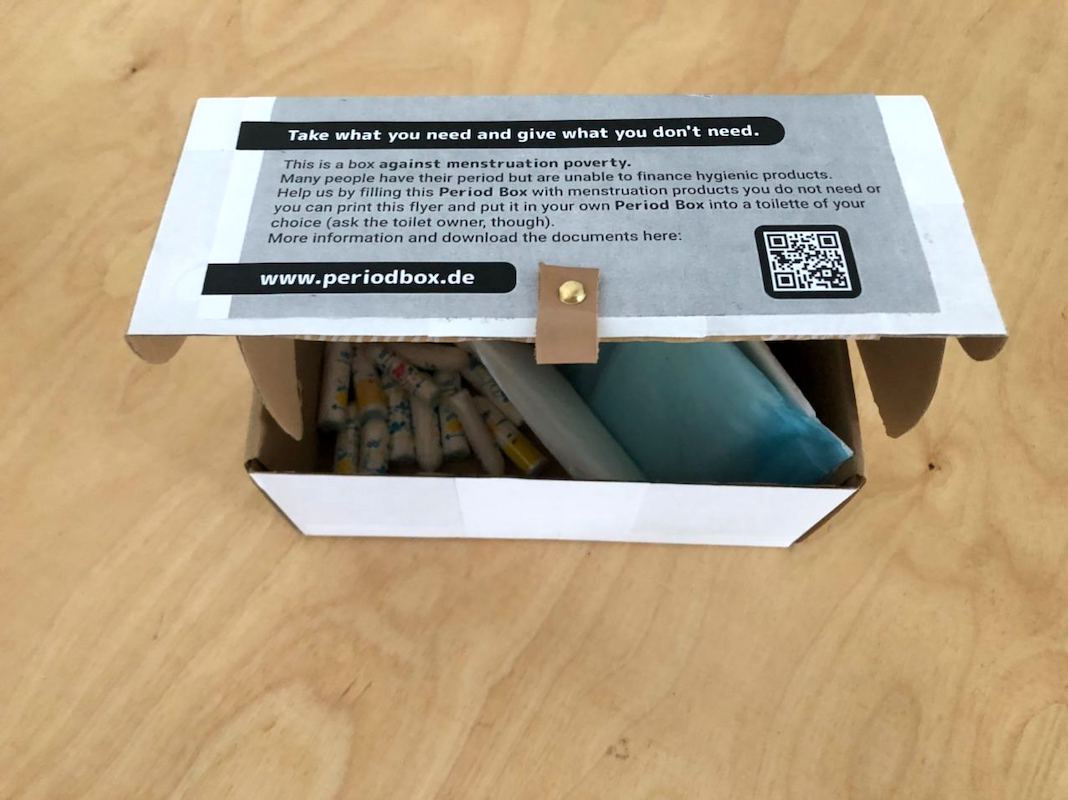 Take what you need and give what you don't need.
This is a box against menstruation poverty.
Many people have their period but are unable to finance hygienic products.
Help us by filling this Period Box with menstruation products you do not need or
you can print this flyer and put it in your own Period Box into a toilette of your
choice (ask the toilet owner, though).
More information and download the documents here:
www.periodbox.de